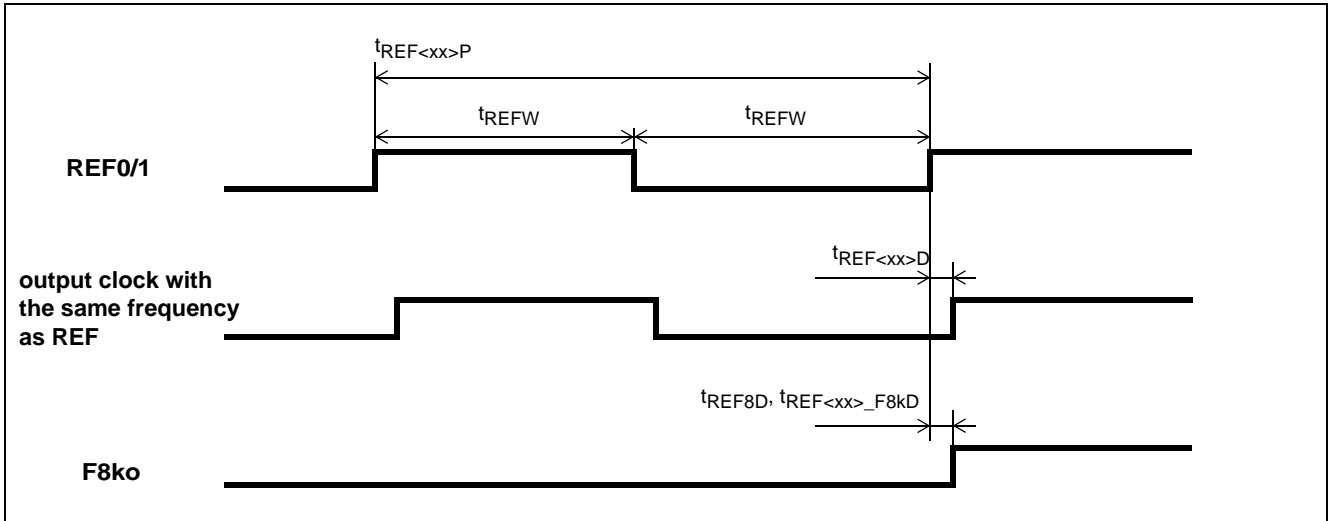 tREF<xx>P
tREFW tREFW
REF0/1
tREF<xx>D
output clock with
the same frequency
as REF
tREF8D, tREF<xx>_F8kD
F8ko